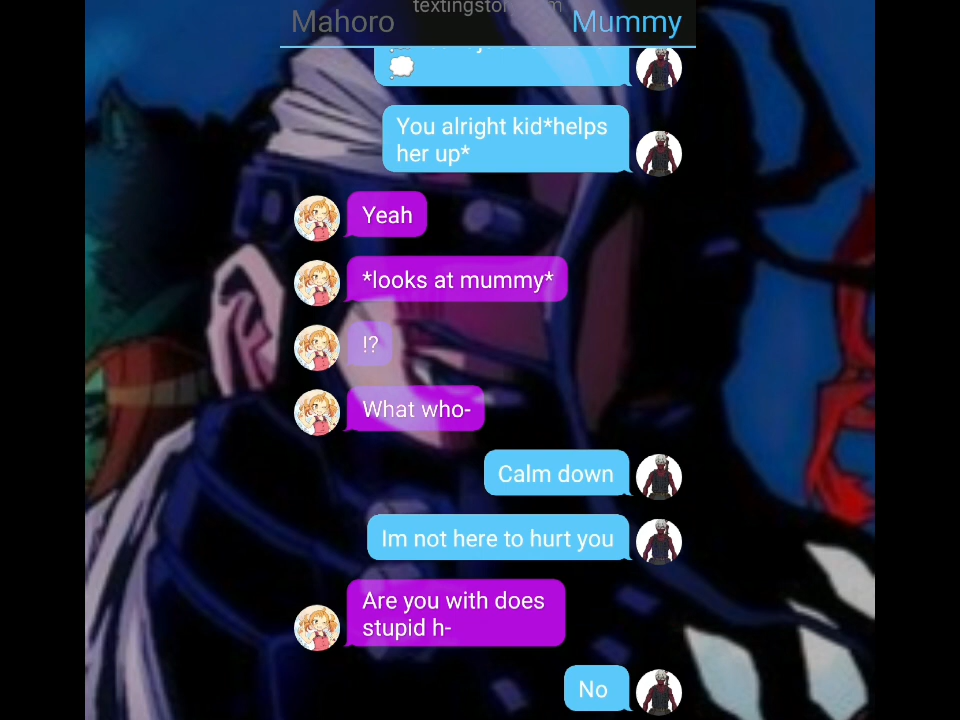 Mahoro
Mummy
You alright kid*helps
her up*
Yeah
*looks at mummy*
!?
What who-
Calm down
Im not here to hurt you
Are you with does
stupid h-
No